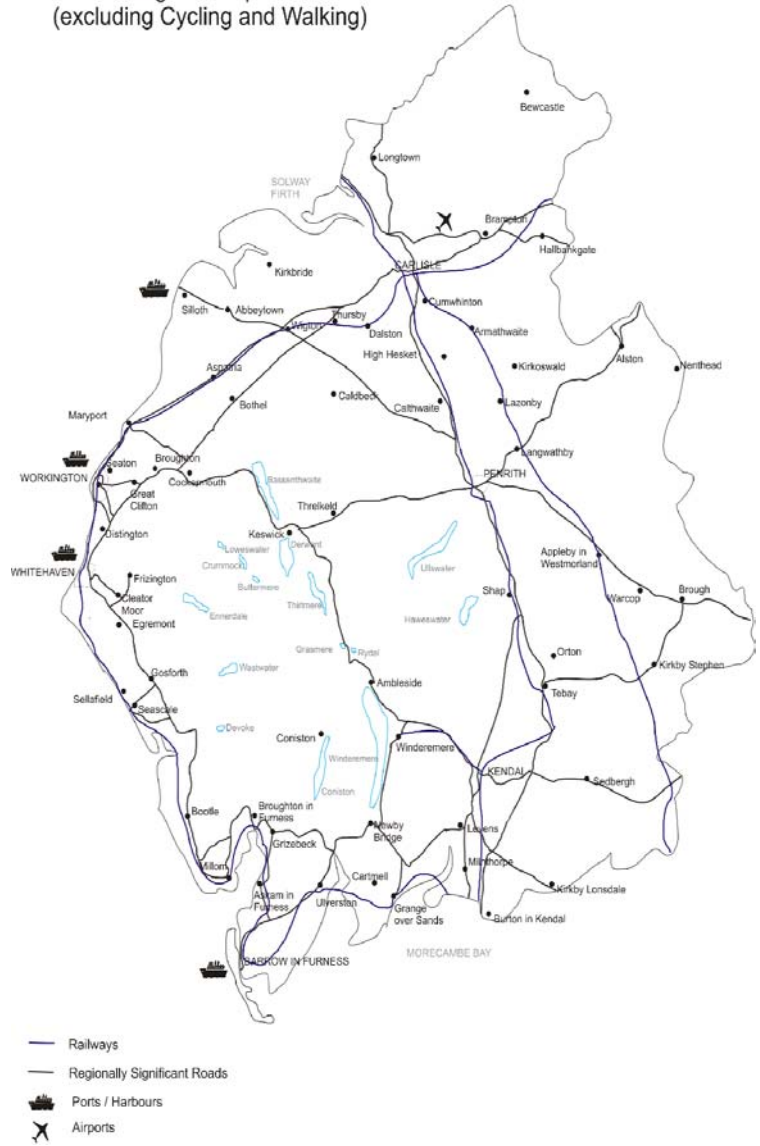 (excluding Cycling and Walking)
Bewcastle
Longtown
SOLWAY
FIRTH
Brampton
Hallbankgate
CARLISLE
Kirkbride
Cumwhinton
Silloth
Abbeytown
Thursby
Wigton
Dalston
Armathwaite
High Hesket
Alston
Nenthead
Kirkoswald
Aspatria
Bothel
Caldbeck
Calthwaite
Lazonby
Maryport
Langwathby
Broughton
Seaton
WORKINGTON
Cockermouth
Great
Clifton
Bassenthwaite
PENRITH
Threlkeld
Distington
Keswick
Derwent
Loweswater
Crummock
Buttermere
Thirlmere
Ullswater
Appleby in
Westmorland
WHITEHAVEN
Frizington
Cleator
Moor
Egremont
Ennerdale
Shap
Haweswater
Warcop
Brough
Grasmere
Rydal
Orton
Kirkby Stephen
Wastwater
Gosforth
Ambleside
Tebay
Sellafield
Seascale
Devoke
Coniston
Winderemere
Winderemere
Coniston
KENDAL
Sedbergh
Bootle
Broughton in
Furness
Grizebeck
Newby
Bridge
Levens
Millom
Milnthorpe
Askam in
Furness
Ulverston
Cartmell
Grange
over Sands
Kirkby Lonsdale
Burton in Kendal
BARROW IN FURNESS
MORECAMBE BAY
Railways
Regionally Significant Roads
Ports / Harbours
Airports